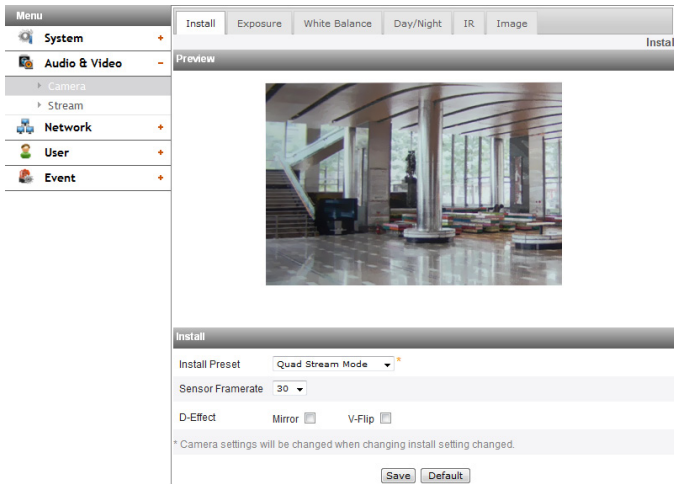 Menu
System +
Audio & Video -
Camera
Stream
Network +
User +
Event +
Install Exposure White Balance Day/Night IR Image
Instal
Preview
Install
Install Preset Quad Stream Mode *
Sensor Framerate 30
D-Effect Mirror V-Flip
* Camera settings will be changed when changing install setting changed.
Save Default